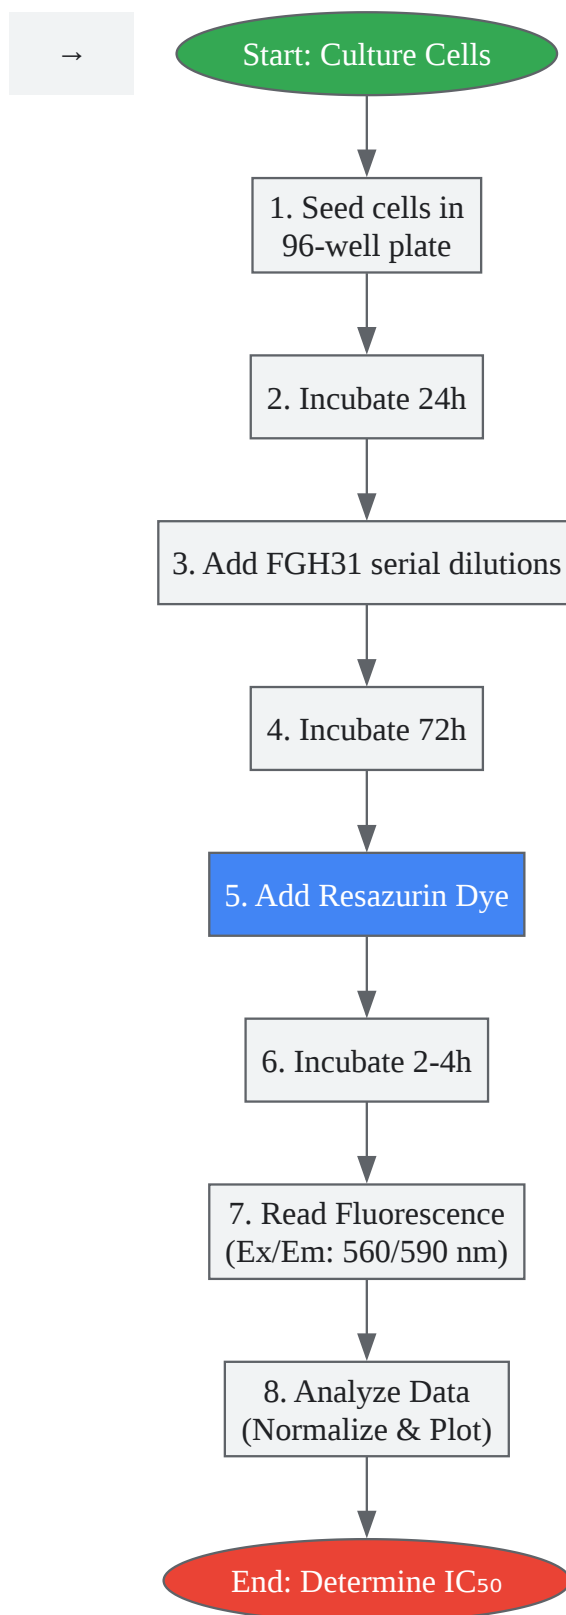 →
Start: Culture Cells
1. Seed cells in
96-well plate
2. Incubate 24h
3. Add FGH31 serial dilutions
4. Incubate 72h
5. Add Resazurin Dye
6. Incubate 2-4h
7. Read Fluorescence
(Ex/Em: 560/590 nm)
8. Analyze Data
(Normalize & Plot)
End: Determine IC₅₀